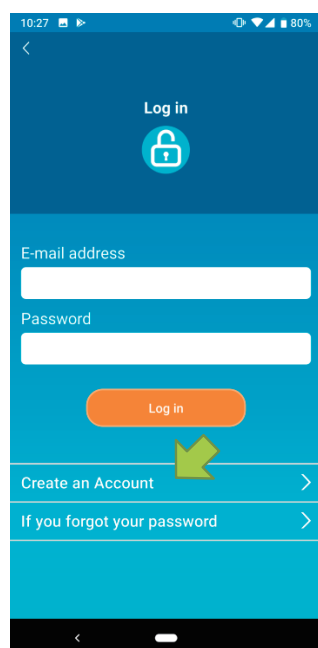 10:27 80%
Log in
E-mail address
Password
Log in
Create an Account
If you forgot your password